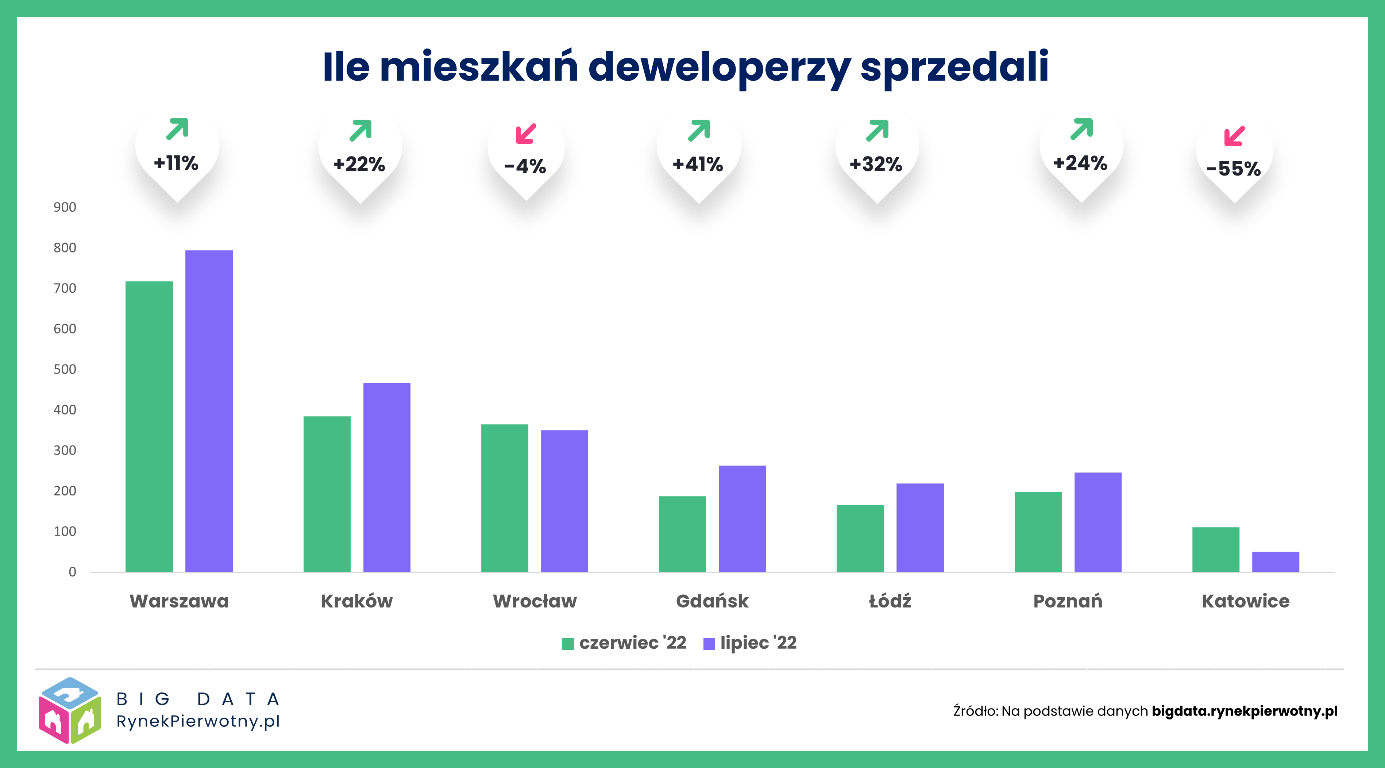 Ile mieszkań deweloperzy sprzedali
+11%
+22%
-4%
+41%
+32%
+24%
-55%
900
800
700
600
500
400
300
200
100
0
Warszawa
Kraków
Wrocław
Gdańsk
Łódź
Poznań
Katowice
czerwiec '22
lipiec '22
BIG DATA
RynekPierwotny.pl
Źródło: Na podstawie danych bigdata.rynekpierwotny.pl